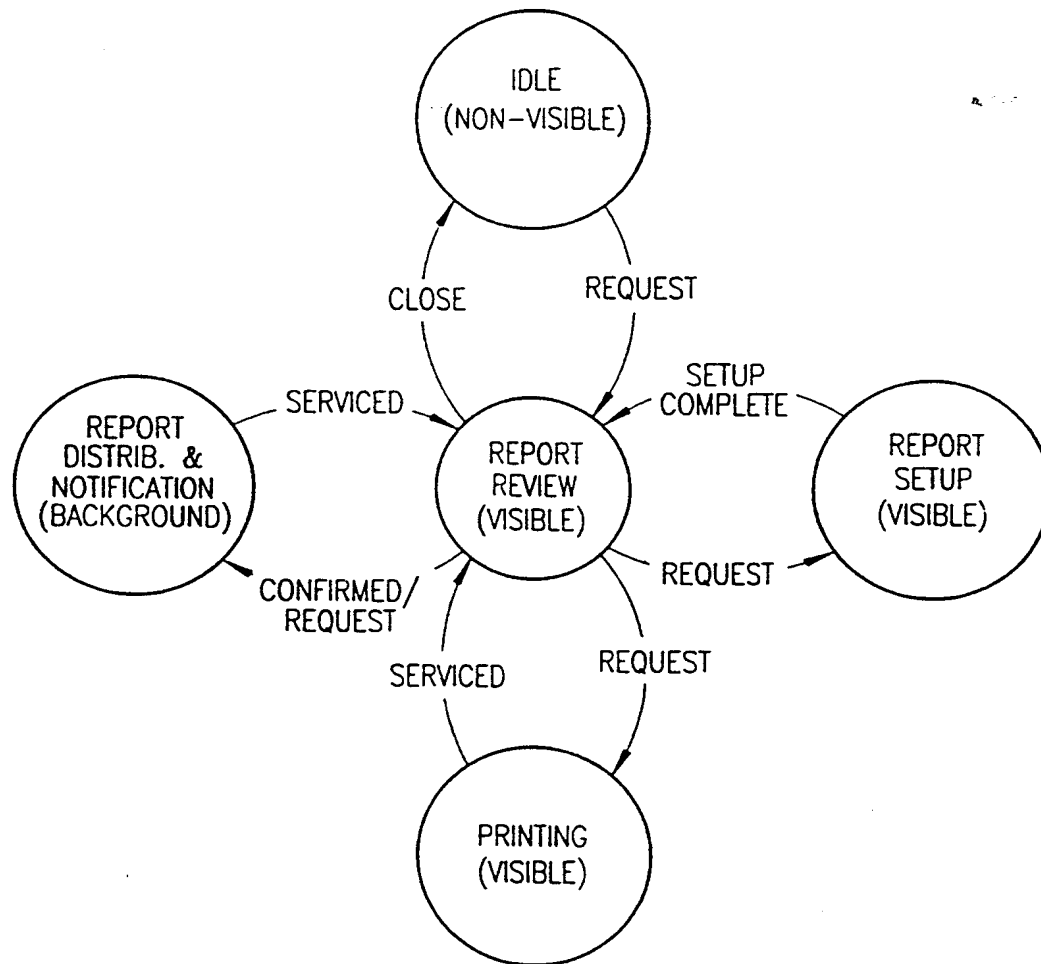 IDLE
(NON-VISIBLE)
CLOSE
REQUEST
SERVICED
SETUP
COMPLETE
REPORT
DISTRIB. &
NOTIFICATION
(BACKGROUND)
REPORT
REVIEW
(VISIBLE)
REPORT
SETUP
(VISIBLE)
CONFIRMED/
REQUEST
REQUEST
SERVICED
REQUEST
PRINTING
(VISIBLE)